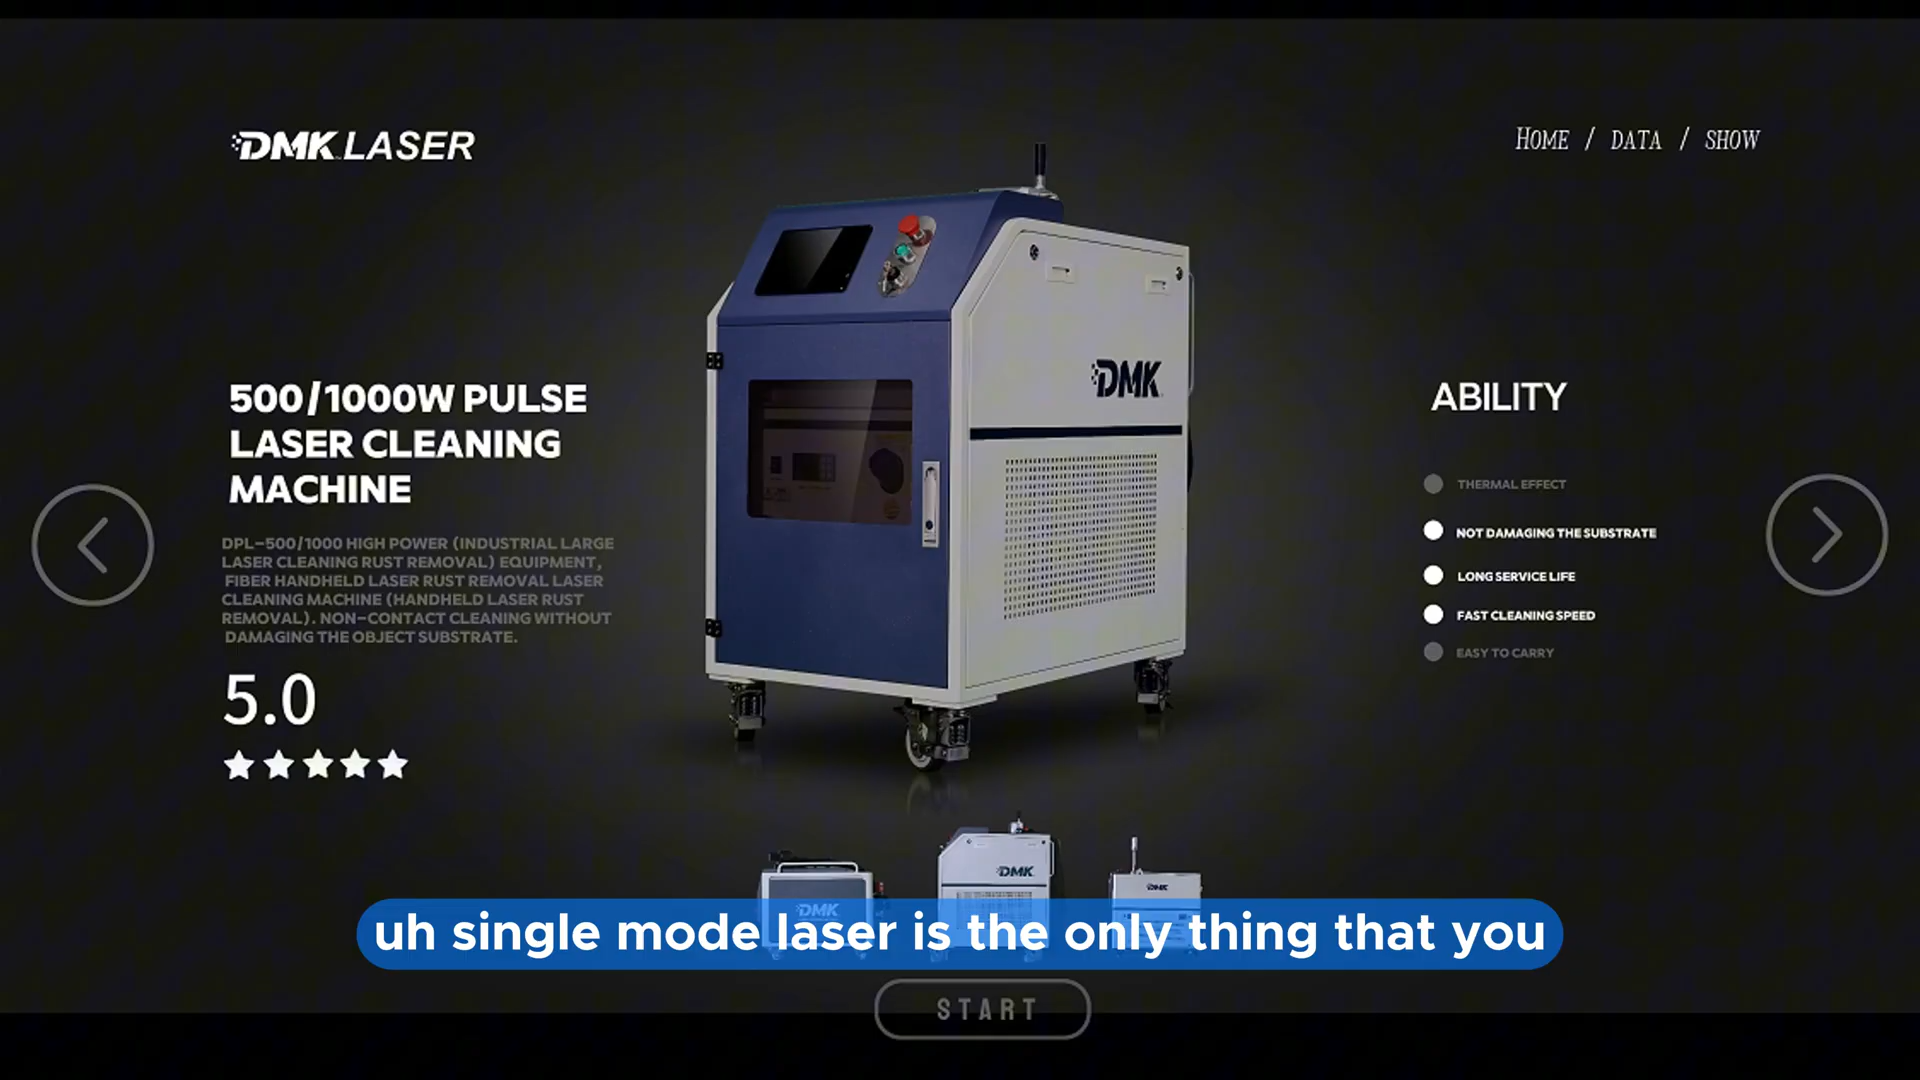 DMK LASER
HOME / DATA / SHOW
500/1000W PULSE
LASER CLEANING
MACHINE
DPL-500/1000 HIGH POWER (INDUSTRIAL LARGE
LASER CLEANING RUST REMOVAL) EQUIPMENT,
FIBER HANDHELD LASER RUST REMOVAL LASER
CLEANING MACHINE (HANDHELD LASER RUST
REMOVAL). NON-CONTACT CLEANING WITHOUT
DAMAGING THE OBJECT SUBSTRATE.
5.0
DMK
ABILITY
THERMAL EFFECT
NOT DAMAGING THE SUBSTRATE
LONG SERVICE LIFE
FAST CLEANING SPEED
EASY TO CARRY
DMK
DMK
DMK
uh single mode laser is the only thing that you
START